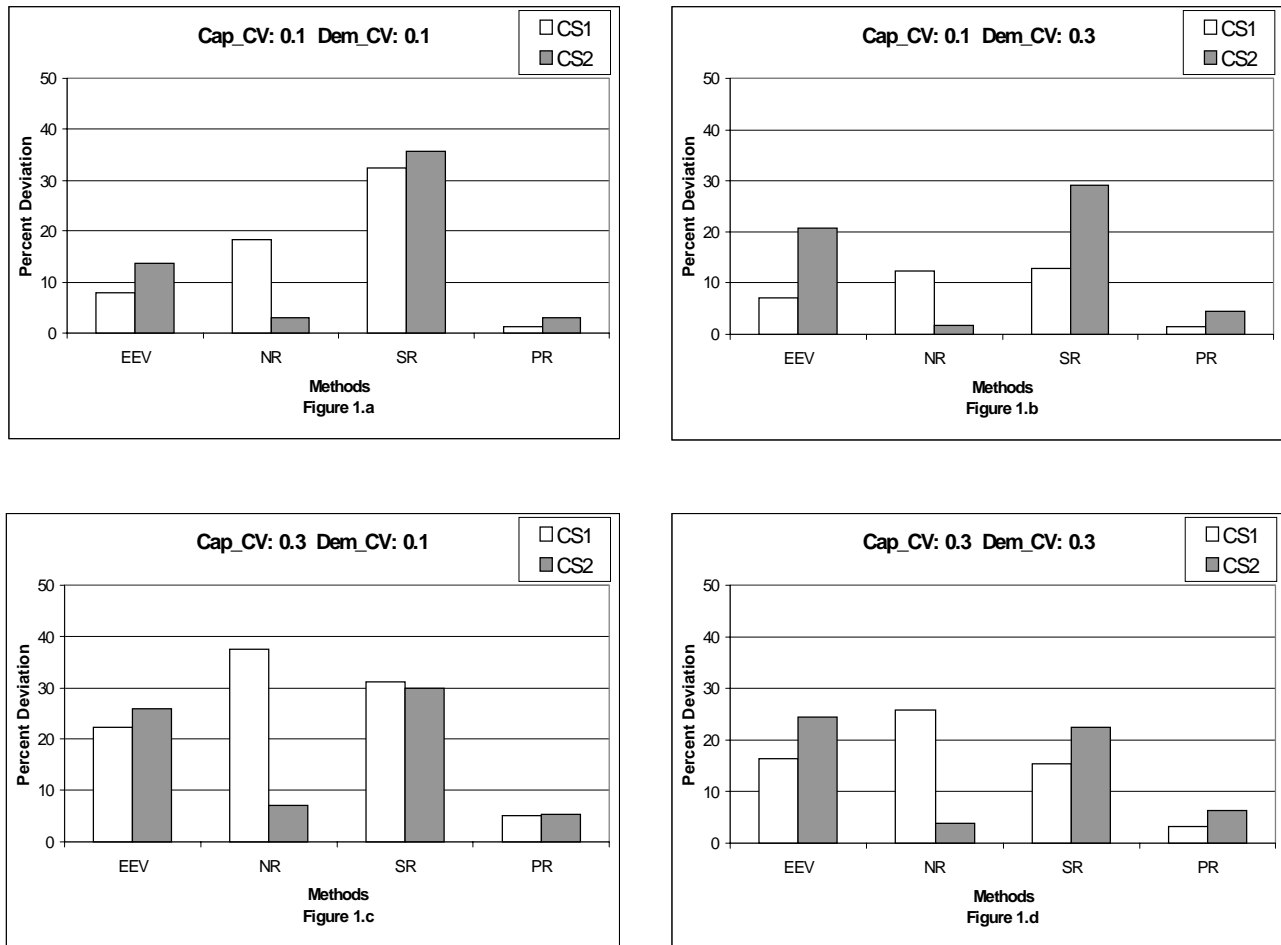 Cap_CV: 0.1 Dem_CV: 0.1
CS1
CS2
50
40
30
20
10
0
Percent Deviation
EEV NR SR PR
Methods
Figure 1.a
Cap_CV: 0.1 Dem_CV: 0.3
CS1
CS2
50
40
30
20
10
0
Percent Deviation
EEV NR SR PR
Methods
Figure 1.b
Cap_CV: 0.3 Dem_CV: 0.1
CS1
CS2
50
40
30
20
10
0
Percent Deviation
EEV NR SR PR
Methods
Figure 1.c
Cap_CV: 0.3 Dem_CV: 0.3
CS1
CS2
50
40
30
20
10
0
Percent Deviation
EEV NR SR PR
Methods
Figure 1.d